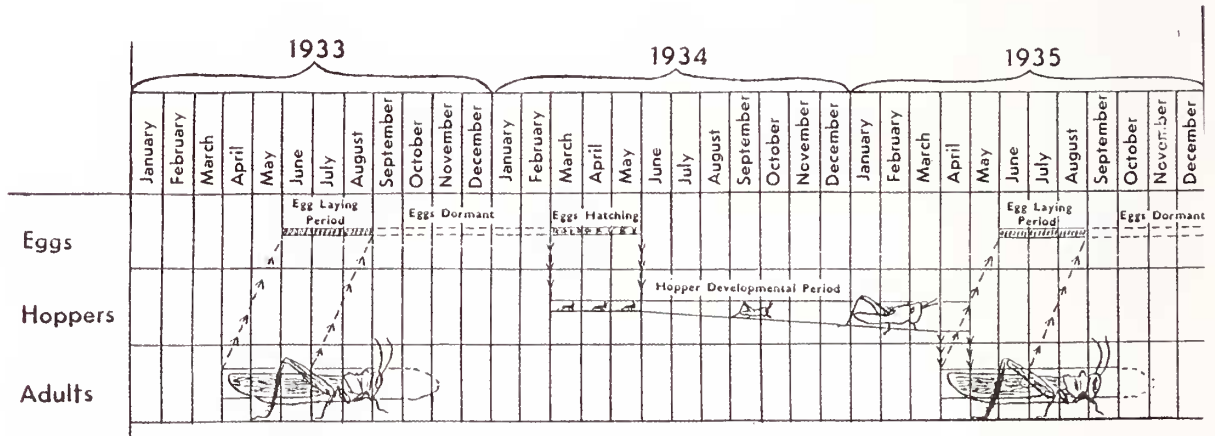 1933 1934 1935
January February March April May June July August September October November December January February March April May June July August September October November December January February March April May June July August September October November December
Egg Laying
Period
Eggs Dormant
Eggs Hatching
Egg Laying
Period
Eggs Dormant
Eggs
Hopper Developmental Period
Hoppers
Adults